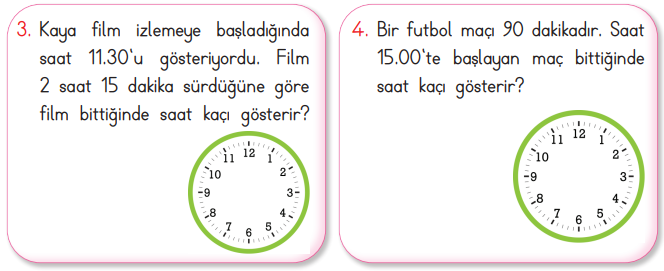 3. Kaya film izlemeye başladığında
saat 11.30'u gösteriyordu. Film
2 saat 15 dakika sürdüğüne göre
film bittiğinde saat kaçı gösterir?
12
11 1
10 2
9 3
8 4
7 5
6
4. Bir futbol maçı 90 dakikadır. Saat
15.00'te başlayan maç bittiğinde
saat kaçı gösterir?
12
11 1
10 2
9 3
8 4
7 5
6